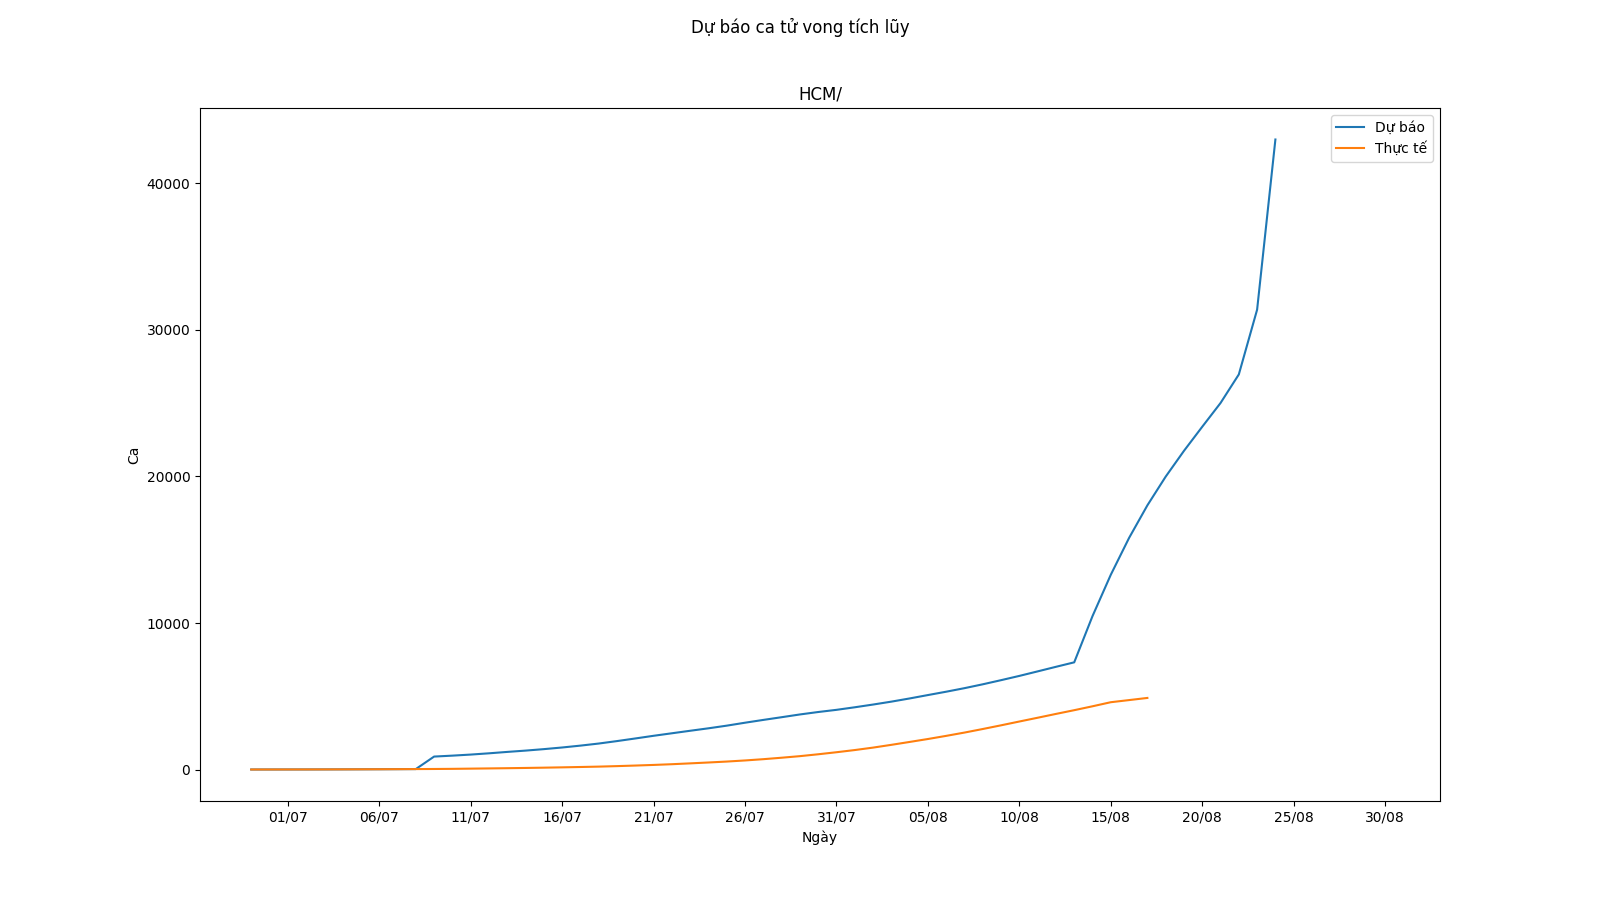 Dự báo ca tử vong tích lũy
HCM/
Dự báo
Thực tế
Ca
40000
30000
20000
10000
0
01/07 06/07 11/07 16/07 21/07 26/07 31/07 05/08 10/08 15/08 20/08 25/08 30/08
Ngày